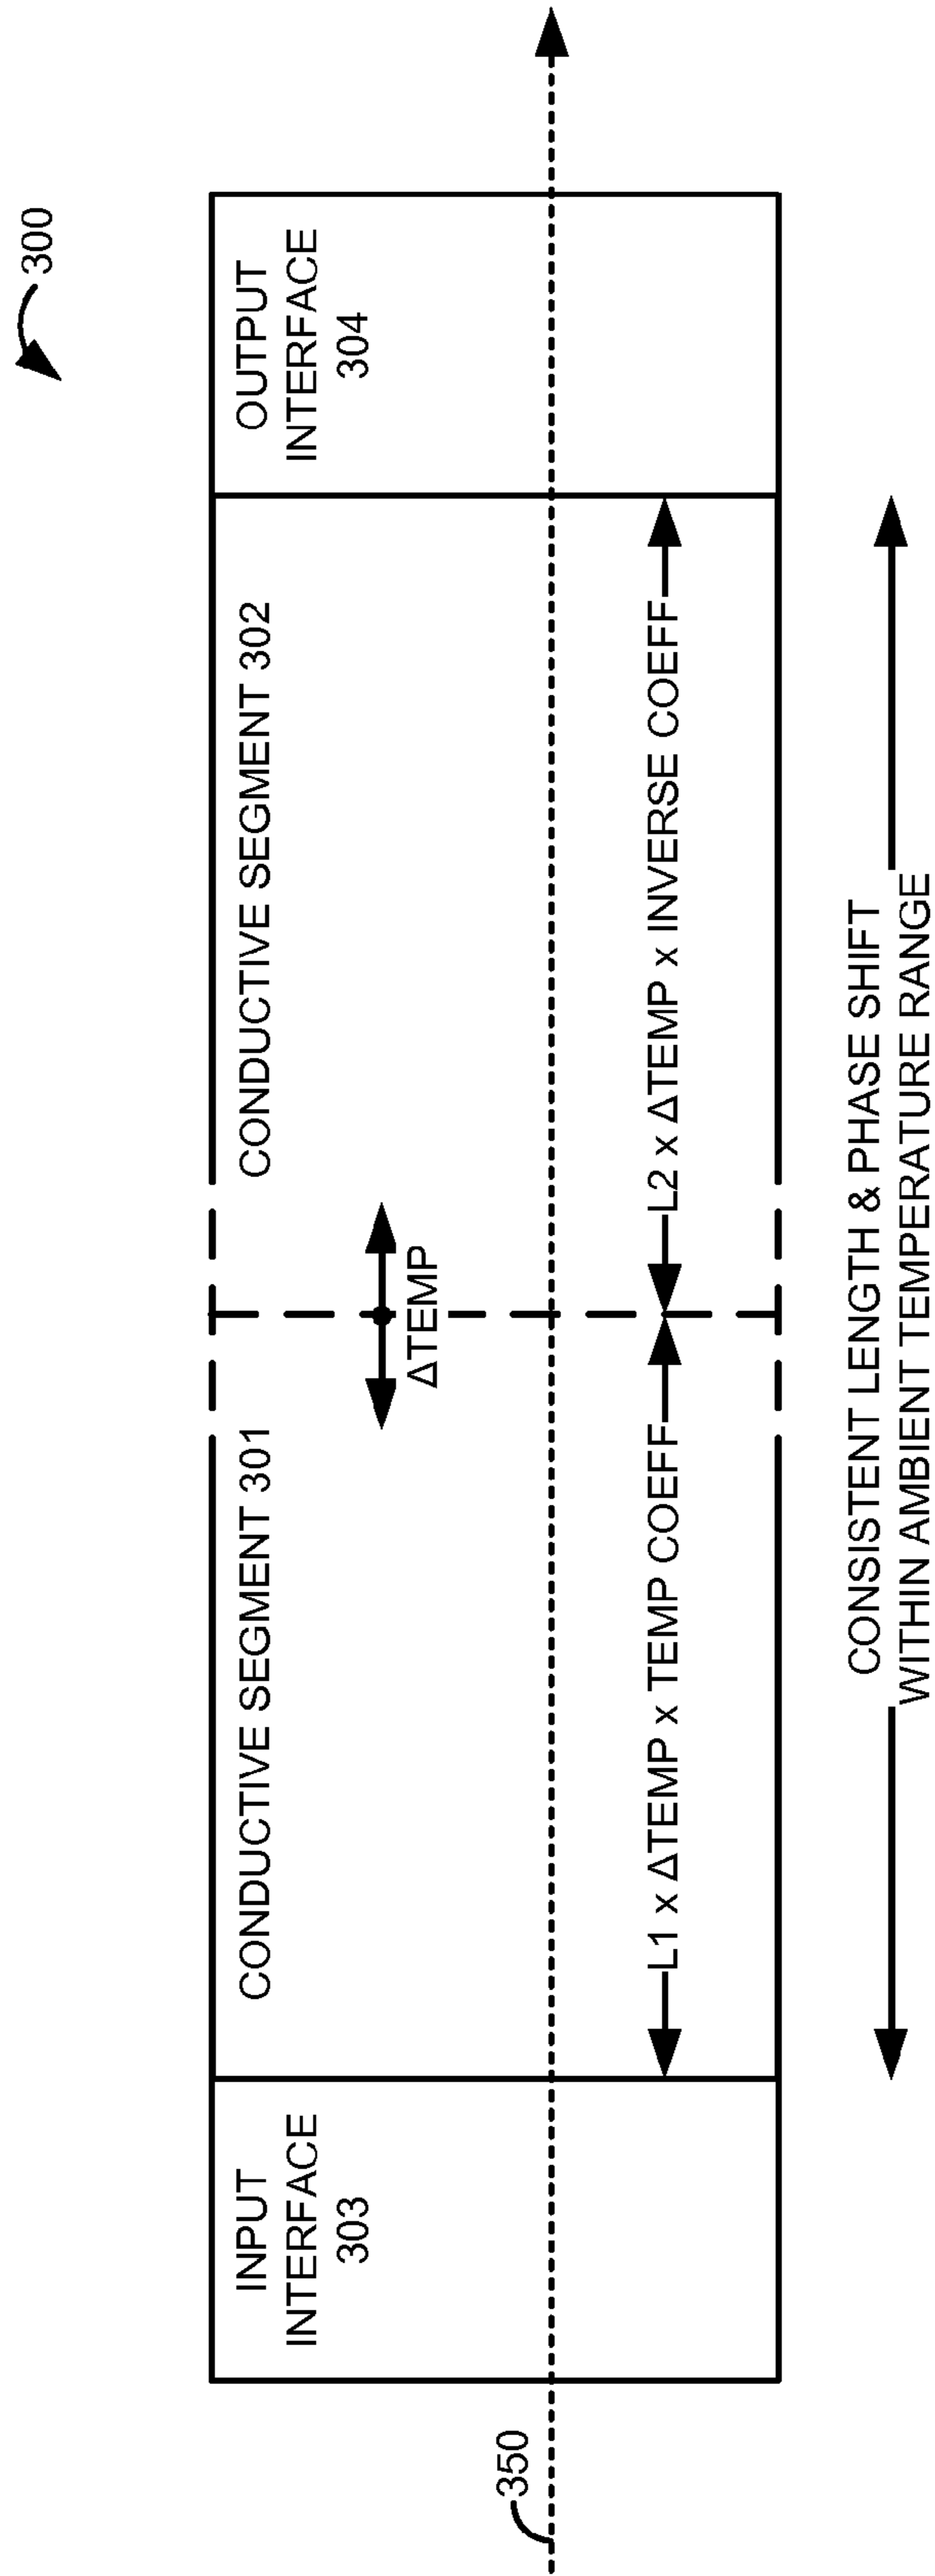 300
INPUT
INTERFACE
303
CONDUCTIVE SEGMENT 301
CONDUCTIVE SEGMENT 302
OUTPUT
INTERFACE
304
ΔTEMP
350
L1 x ΔTEMP x TEMP COEFF
L2 x ΔTEMP x INVERSE COEFF
CONSISTENT LENGTH & PHASE SHIFT
WITHIN AMBIENT TEMPERATURE RANGE